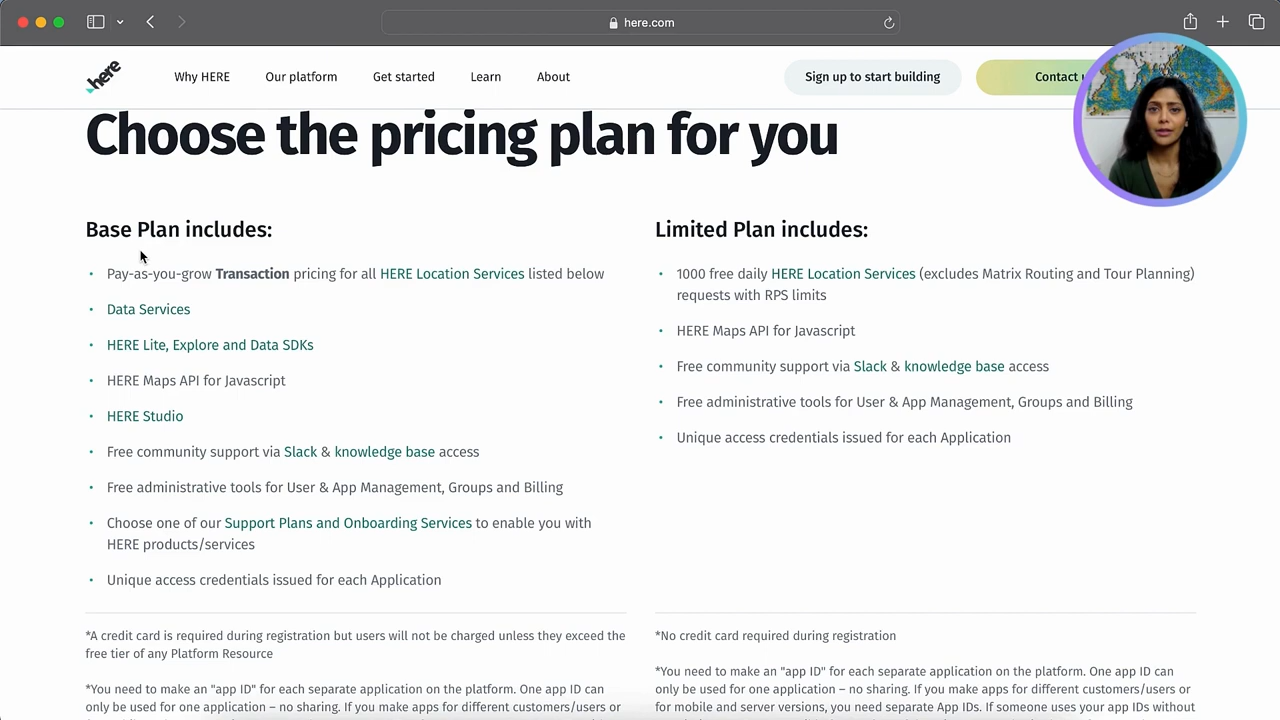 here.com
here
Why HERE
Our platform
Get started
Learn
About
Sign up to start building
Contact
Choose the pricing plan for you
Base Plan includes:
• Pay-as-you-grow Transaction pricing for all HERE Location Services listed below
• Data Services
• HERE Lite, Explore and Data SDKs
• HERE Maps API for Javascript
• HERE Studio
• Free community support via Slack & knowledge base access
• Free administrative tools for User & App Management, Groups and Billing
• Choose one of our Support Plans and Onboarding Services to enable you with
HERE products/services
• Unique access credentials issued for each Application
*A credit card is required during registration but users will not be charged unless they exceed the
free tier of any Platform Resource
*You need to make an "app ID" for each separate application on the platform. One app ID can
only be used for one application – no sharing. If you make apps for different customers/users or
Limited Plan includes:
• 1000 free daily HERE Location Services (excludes Matrix Routing and Tour Planning)
requests with RPS limits
• HERE Maps API for Javascript
• Free community support via Slack & knowledge base access
• Free administrative tools for User & App Management, Groups and Billing
• Unique access credentials issued for each Application
*No credit card required during registration
*You need to make an "app ID" for each separate application on the platform. One app ID can
only be used for one application – no sharing. If you make apps for different customers/users or
for mobile and server versions, you need separate App IDs. If someone uses your app IDs without